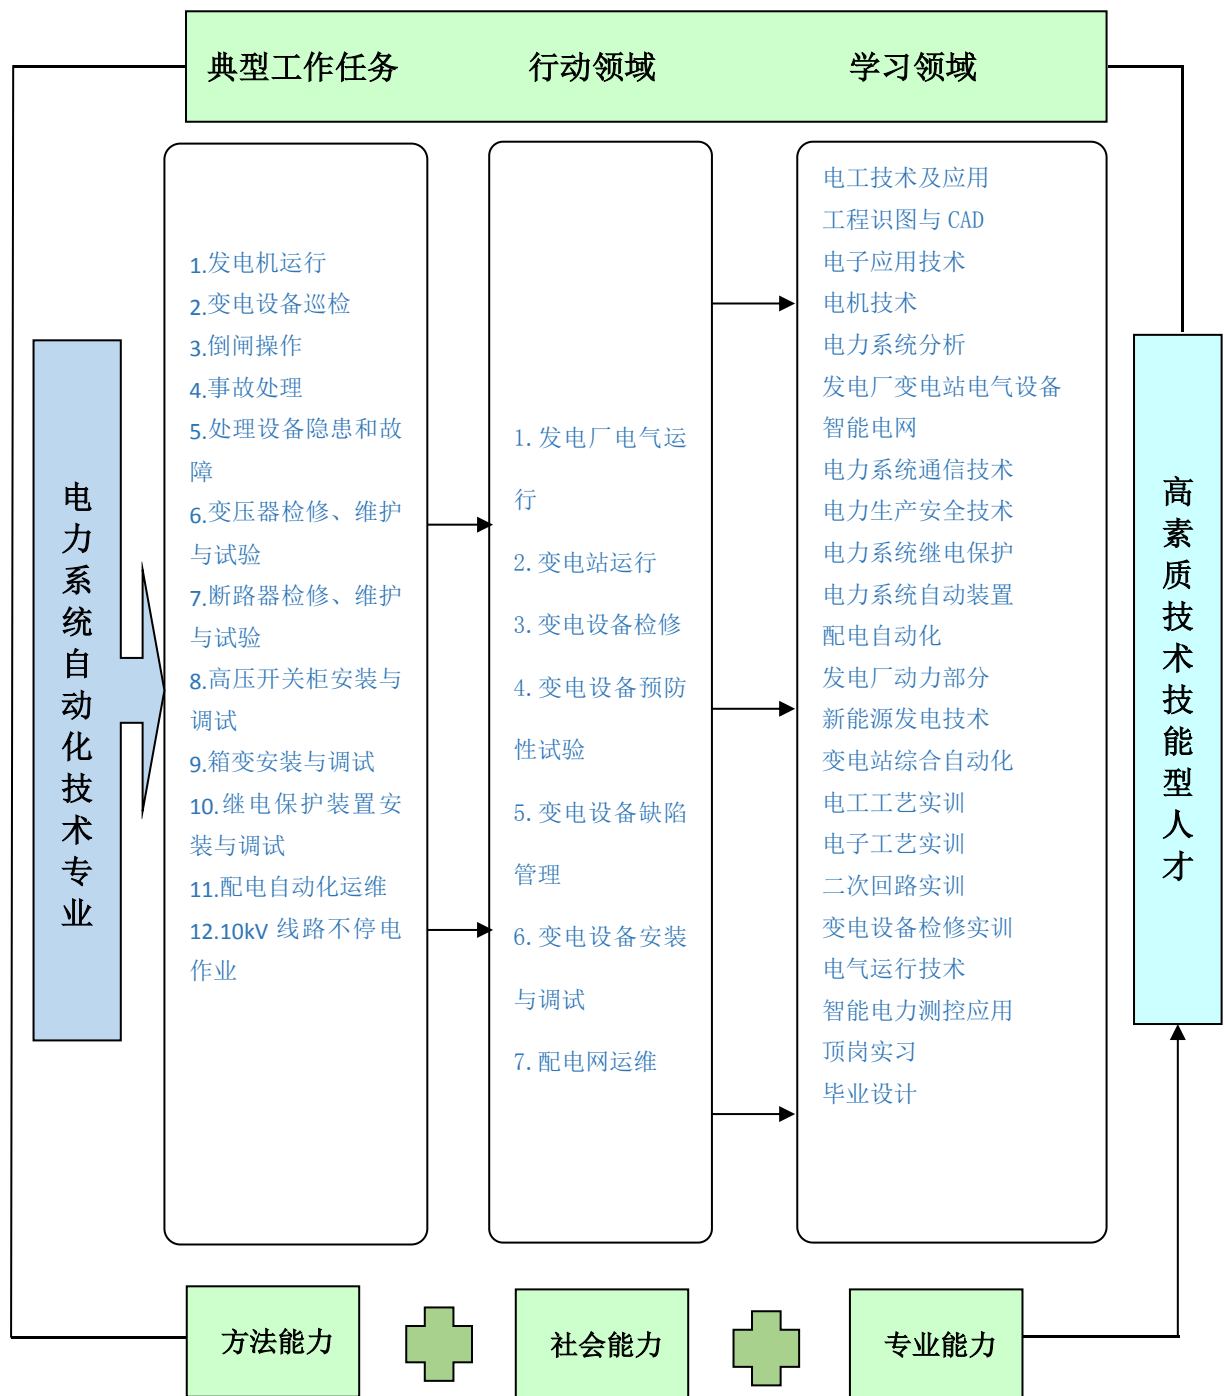 典型工作任务 行动领域 学习领域
电力系统自动化技术专业
1.发电机运行
2.变电设备巡检
3.倒闸操作
4.事故处理
5.处理设备隐患和故
障
6.变压器检修、维护
与试验
7.断路器检修、维护
与试验
8.高压开关柜安装与
调试
9.箱变安装与调试
10.继电保护装置安
装与调试
11.配电自动化运维
12.10kV 线路不停电
作业
1.发电厂电气运
行
2.变电站运行
3.变电设备检修
4.变电设备预防
性试验
5.变电设备缺陷
管理
6.变电设备安装
与调试
7.配电网运维
电工技术及应用
工程识图与 CAD
电子应用技术
电机技术
电力系统分析
发电厂变电站电气设备
智能电网
电力系统通信技术
电力生产安全技术
电力系统继电保护
电力系统自动装置
配电自动化
发电厂动力部分
新能源发电技术
变电站综合自动化
电工工艺实训
电子工艺实训
二次回路实训
变电设备检修实训
电气运行技术
智能电力测控应用
顶岗实习
毕业设计
高素质技术技能型人才
方法能力 社会能力 专业能力